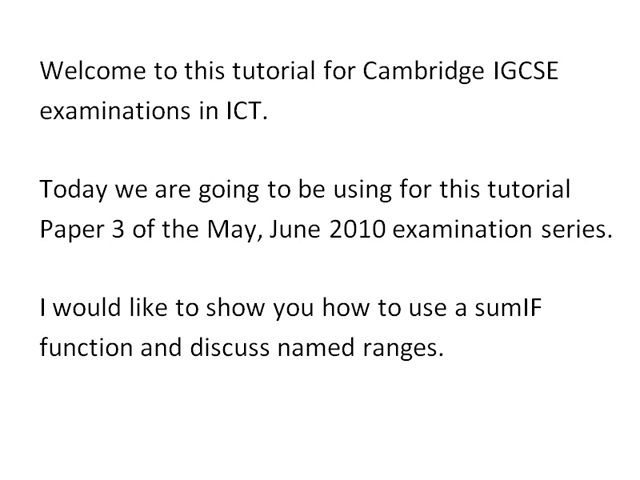 Welcome to this tutorial for Cambridge IGCSE
examinations in ICT.
Today we are going to be using for this tutorial
Paper 3 of the May, June 2010 examination series.
I would like to show you how to use a sumIF
function and discuss named ranges.